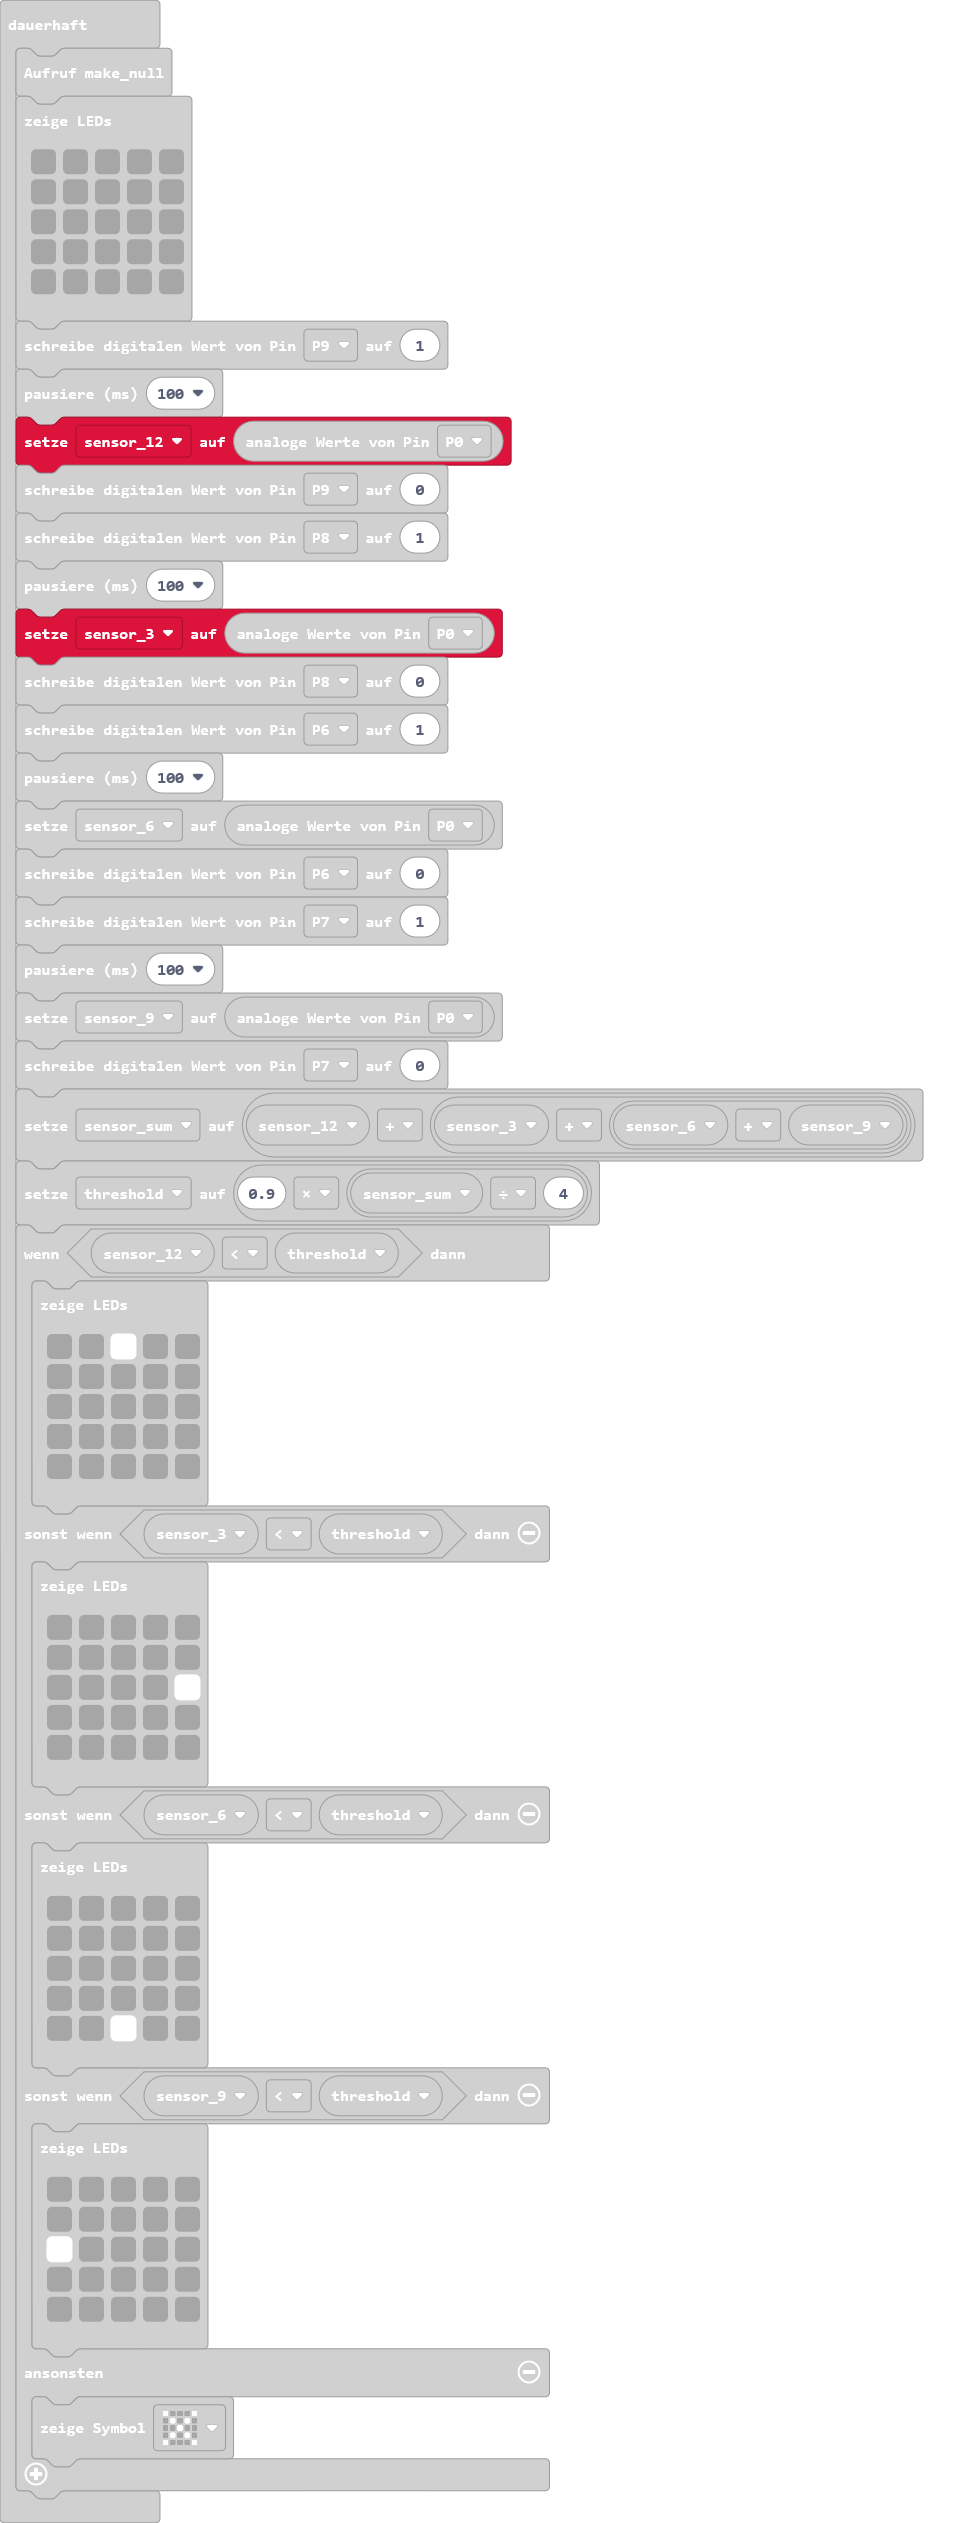 dauerhaft
Aufruf make_null
zeige LEDs
schreibe digitalen Wert von Pin P9 auf 1
pausiere (ms) 100
setze sensor_12 auf analoge Werte von Pin P0
schreibe digitalen Wert von Pin P9 auf 0
schreibe digitalen Wert von Pin P8 auf 1
pausiere (ms) 100
setze sensor_3 auf analoge Werte von Pin P0
schreibe digitalen Wert von Pin P8 auf 0
schreibe digitalen Wert von Pin P6 auf 1
pausiere (ms) 100
setze sensor_6 auf analoge Werte von Pin P0
schreibe digitalen Wert von Pin P6 auf 0
schreibe digitalen Wert von Pin P7 auf 1
pausiere (ms) 100
setze sensor_9 auf analoge Werte von Pin P0
schreibe digitalen Wert von Pin P7 auf 0
setze sensor_sum auf sensor_12 + sensor_3 + sensor_6 + sensor_9
setze threshold auf 0.9 × sensor_sum ÷ 4
wenn sensor_12 < threshold dann
zeige LEDs
sonst wenn sensor_3 < threshold dann
zeige LEDs
sonst wenn sensor_6 < threshold dann
zeige LEDs
sonst wenn sensor_9 < threshold dann
zeige LEDs
ansonsten
zeige Symbol